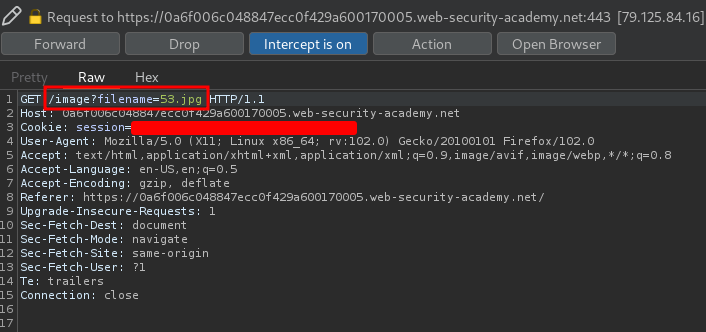 Request to https://0a6f006c048847ecc0f429a600170005.web-security-academy.net:443 [79.125.84.16]
Forward Drop Intercept is on Action Open Browser
Pretty Raw Hex
1 GET /image?filename=53.jpg HTTP/1.1
2 Host: 0a6f006c048847ecc0f429a600170005.web-security-academy.net
3 Cookie: session=
4 User-Agent: Mozilla/5.0 (X11; Linux x86_64; rv:102.0) Gecko/20100101 Firefox/102.0
5 Accept: text/html,application/xhtml+xml,application/xml;q=0.9,image/avif,image/webp,*/*;q=0.8
6 Accept-Language: en-US,en;q=0.5
7 Accept-Encoding: gzip, deflate
8 Referer: https://0a6f006c048847ecc0f429a600170005.web-security-academy.net/
9 Upgrade-Insecure-Requests: 1
10 Sec-Fetch-Dest: document
11 Sec-Fetch-Mode: navigate
12 Sec-Fetch-Site: same-origin
13 Sec-Fetch-User: ?1
14 Te: trailers
15 Connection: close
16
17